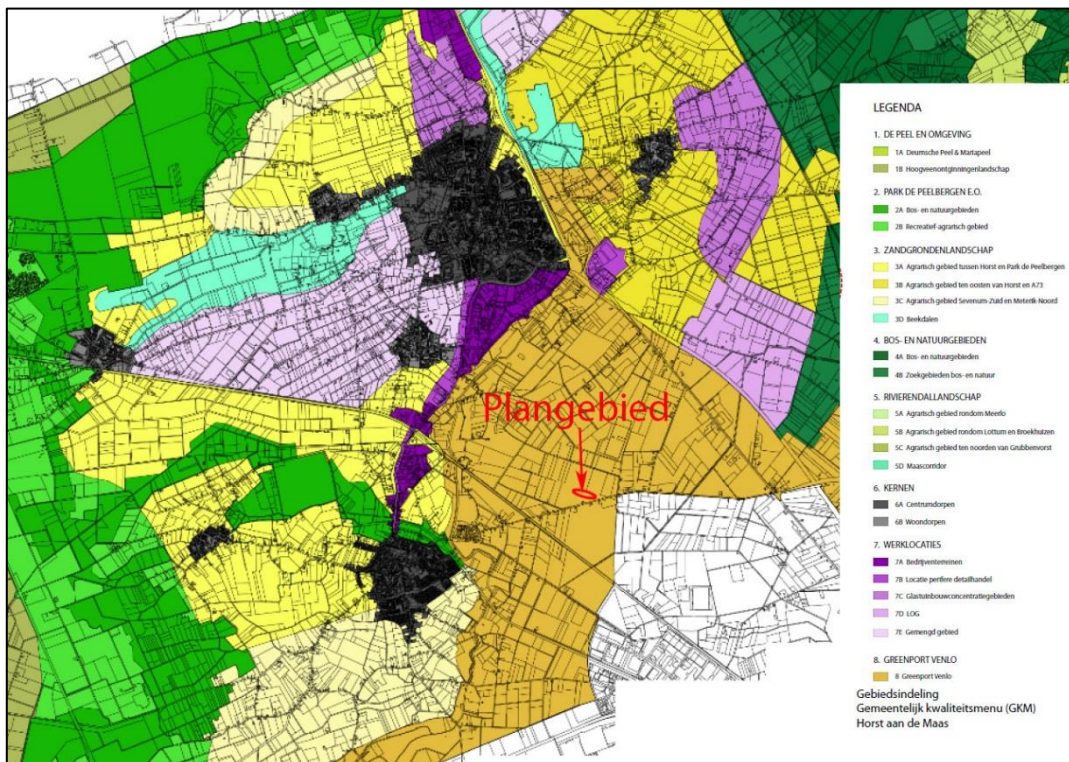 Plangebied
LEGENDA
1. DE PEEL EN OMGEVING
1A Deurnsche Peel & Mariapeel
1B Hoogveenontginningenlandschap
2. PARK DE PEELBERGEN E.O.
2A Bos- en natuurgebieden
2B Recreatief-agrarisch gebied
3. ZANDGRONDENLANDSCHAP
3A Agrarisch gebied tussen Horst en Park de Peelbergen
3B Agrarisch gebied ten oosten van Horst en A73
3C Agrarisch gebied Sevenum-Zuid en Meterik-Noord
3D Beekdalen
4. BOS- EN NATUURGEBIEDEN
4A Bos- en natuurgebieden
4B Zoekgebieden bos- en natuur
5. RIVIERENDALLANDSCHAP
5A Agrarisch gebied rondom Meerlo
5B Agrarisch gebied rondom Lottum en Broekhuizen
5C Agrarisch gebied ten noorden van Grubbenvorst
5D Maascorridor
6. KERNEN
6A Centrumdorpen
6B Woondorpen
7. WERKLOCATIES
7A Bedrijventerreinen
7B Locatie perifere detailhandel
7C Glastuinbouwconcentratiegebieden
7D LOG
7E Gemengd gebied
8. GREENPORT VENLO
8 Greenport Venlo
Gebiedsindeling
Gemeentelijk kwaliteitsmenu (GKM)
Horst aan de Maas